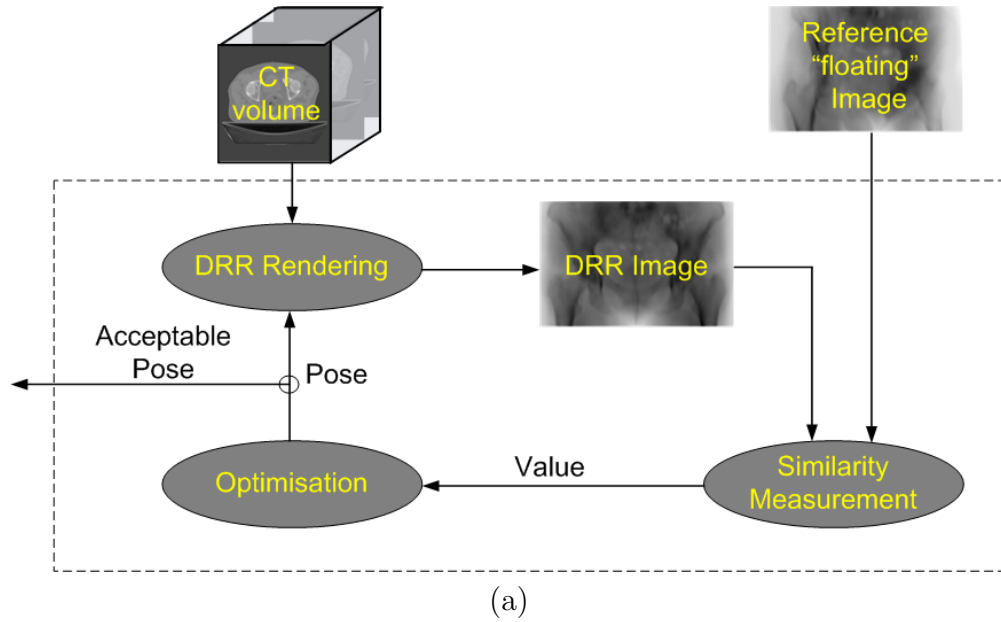 CT
volume
Reference
“floating”
Image
DRR Rendering
DRR Image
Acceptable
Pose
Pose
Optimisation
Value
Similarity
Measurement
(a)